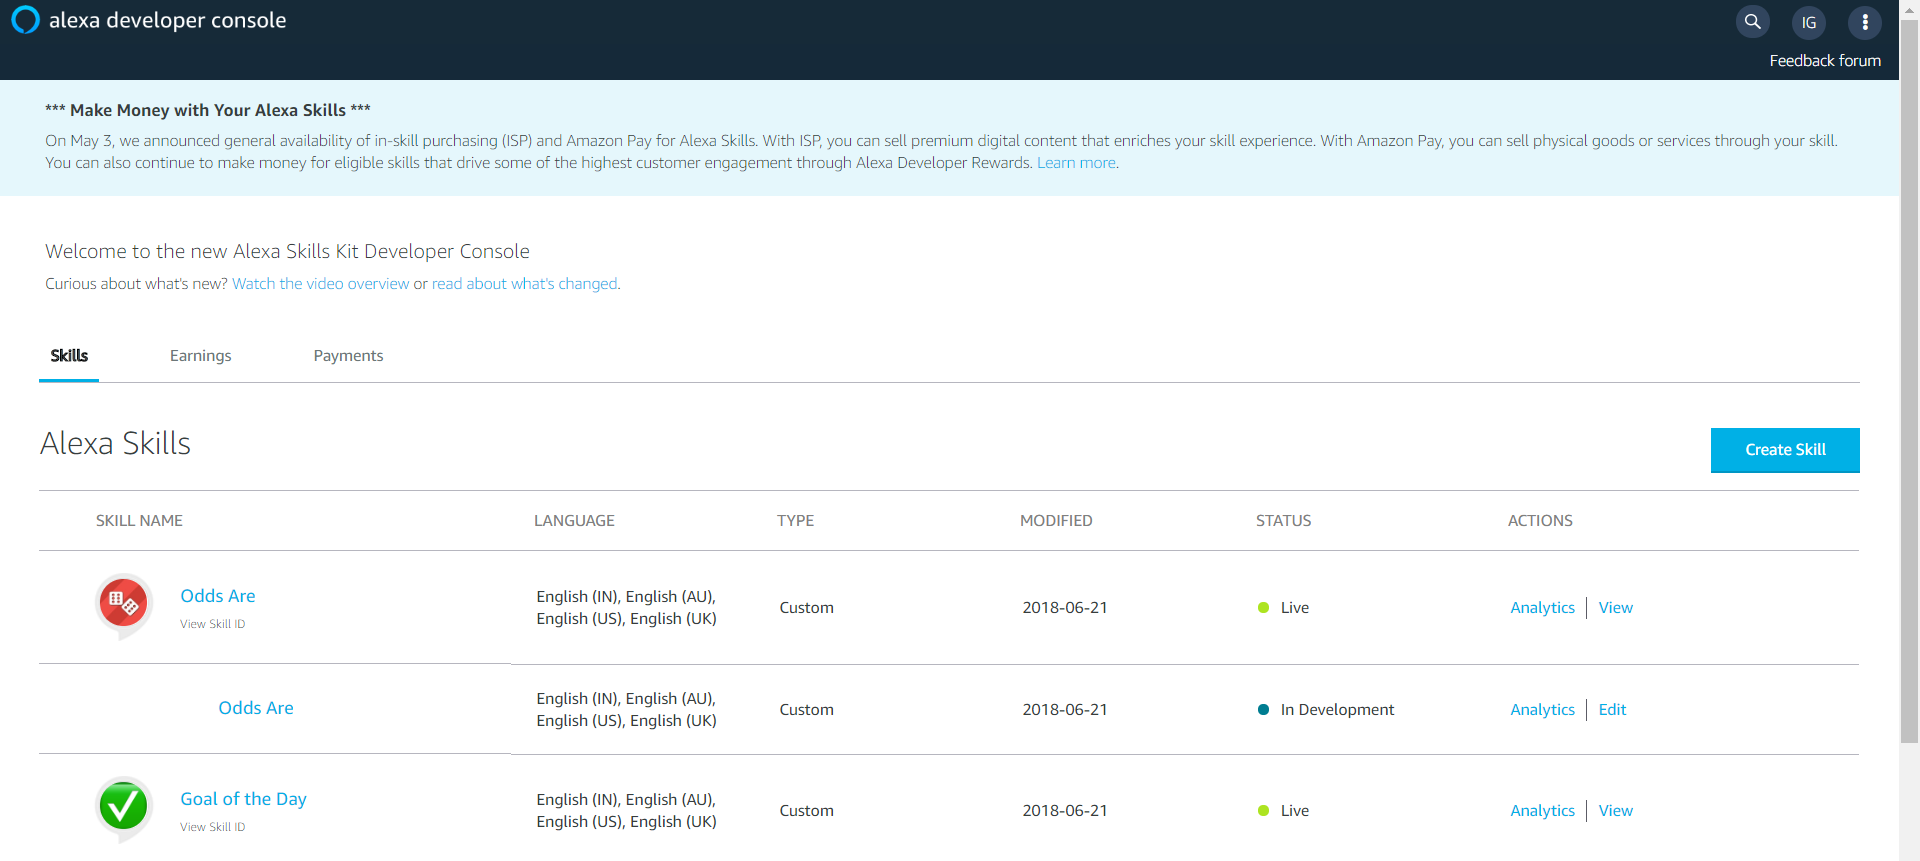 alexa developer console
IG
Feedback forum
*** Make Money with Your Alexa Skills ***
On May 3, we announced general availability of in-skill purchasing (ISP) and Amazon Pay for Alexa Skills. With ISP, you can sell premium digital content that enriches your skill experience. With Amazon Pay, you can sell physical goods or services through your skill.
You can also continue to make money for eligible skills that drive some of the highest customer engagement through Alexa Developer Rewards. Learn more.
Welcome to the new Alexa Skills Kit Developer Console
Curious about what's new? Watch the video overview or read about what's changed.
Skills Earnings Payments
Alexa Skills
Create Skill
SKILL NAME LANGUAGE TYPE MODIFIED STATUS ACTIONS
Odds Are
View Skill ID
English (IN), English (AU),
English (US), English (UK)
Custom
2018-06-21
Live
Analytics View
Odds Are
English (IN), English (AU),
English (US), English (UK)
Custom
2018-06-21
In Development
Analytics Edit
Goal of the Day
View Skill ID
English (IN), English (AU),
English (US), English (UK)
Custom
2018-06-21
Live
Analytics View